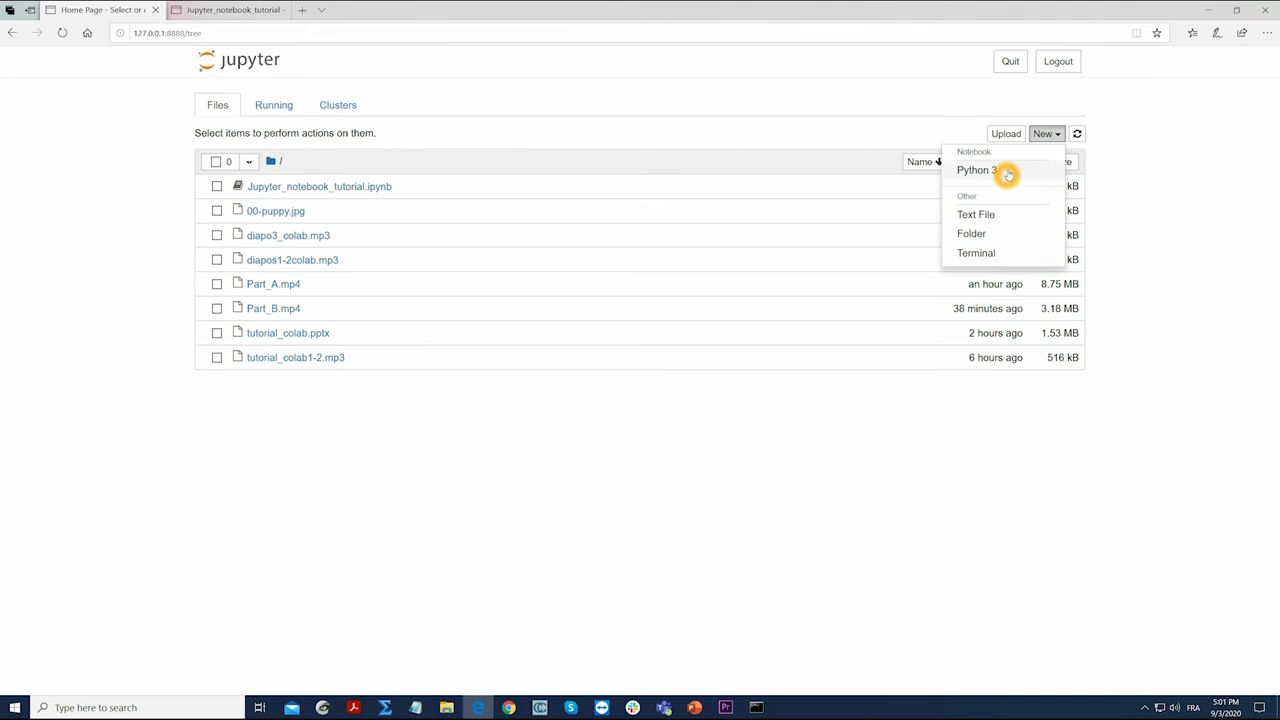 Home Page - Select or c
Jupyter_notebook_tutorial -
127.0.0.1:8888/tree
jupyter
Quit
Logout
Files
Running
Clusters
Select items to perform actions on them.
Upload
New
0
/
Name
Notebook:
Python 3
Other:
Text File
Folder
Terminal
Jupyter_notebook_tutorial.ipynb
kB
00-puppy.jpg
kB
diapo3_colab.mp3
kB
diapos1-2colab.mp3
kB
Part_A.mp4
an hour ago
8.75 MB
Part_B.mp4
38 minutes ago
3.18 MB
tutorial_colab.pptx
2 hours ago
1.53 MB
tutorial_colab1-2.mp3
6 hours ago
516 kB
Type here to search
FRA
5:01 PM
9/3/2020